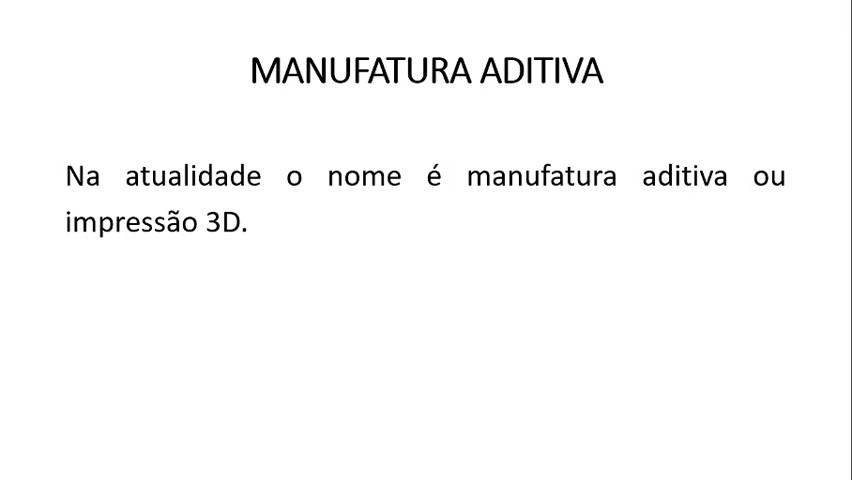 MANUFATURA ADITIVA
Na atualidade o nome é manufatura aditiva ou
impressão 3D.